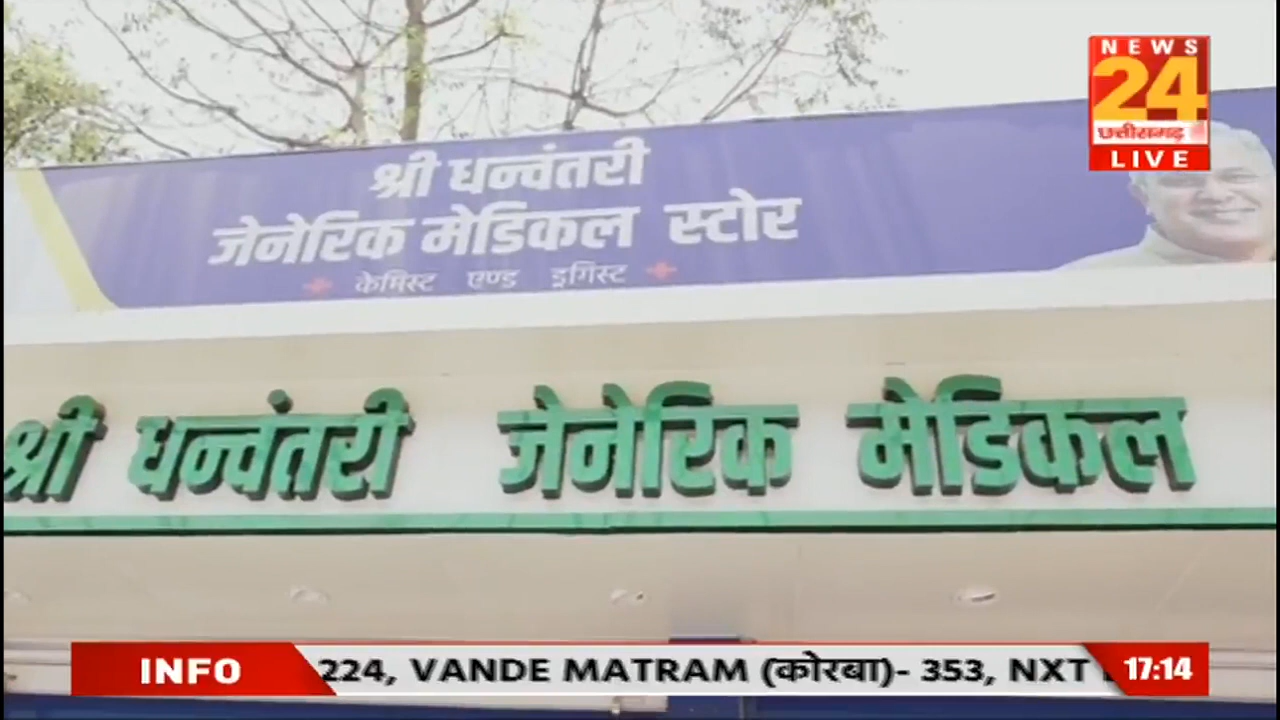 NEWS
24
छत्तीसगढ़
LIVE
श्री धन्वंतरी
जेनेरिक मेडिकल स्टोर
केमिस्ट एण्ड ड्रगिस्ट
श्री धन्वंतरी जेनेरिक मेडिकल
INFO 224, VANDE MATRAM (कोरबा)- 353, NXT 17:14